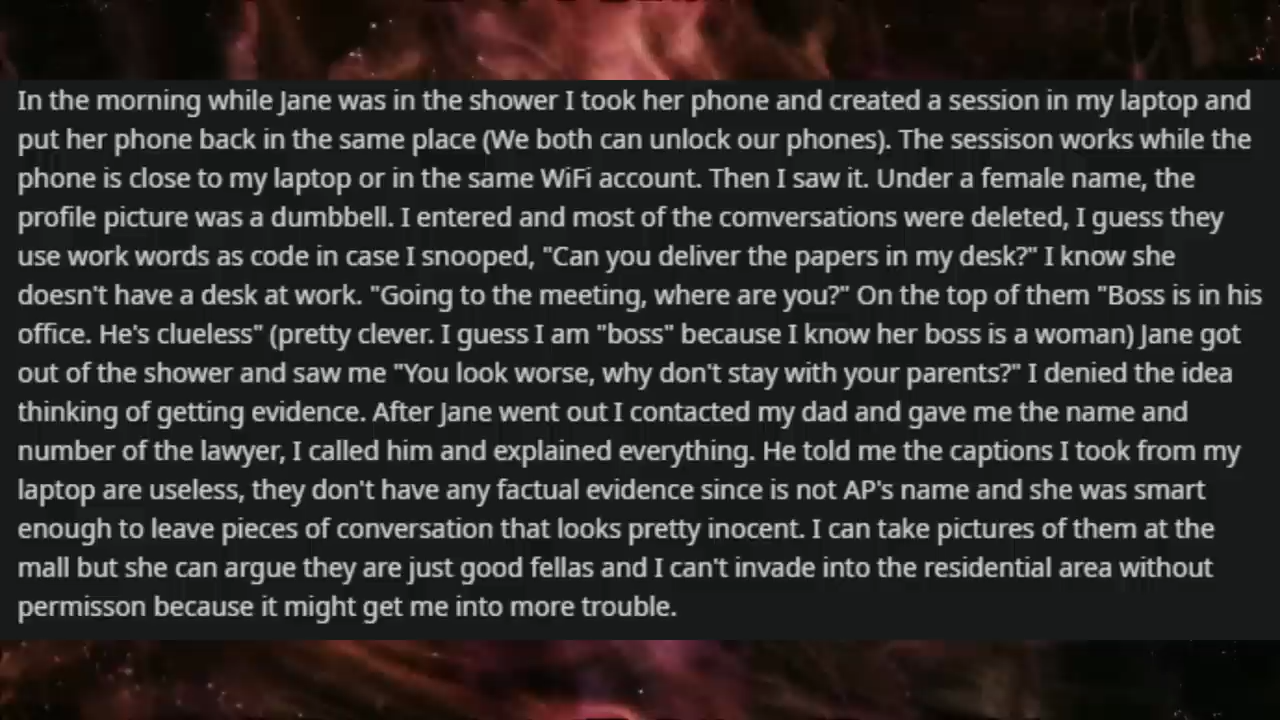 In the morning while Jane was in the shower I took her phone and created a session in my laptop and
put her phone back in the same place (We both can unlock our phones). The sessison works while the
phone is close to my laptop or in the same WiFi account. Then I saw it. Under a female name, the
profile picture was a dumbbell. I entered and most of the comversations were deleted, I guess they
use work words as code in case I snooped, "Can you deliver the papers in my desk?" I know she
doesn't have a desk at work. "Going to the meeting, where are you?" On the top of them "Boss is in his
office. He's clueless" (pretty clever. I guess I am "boss" because I know her boss is a woman) Jane got
out of the shower and saw me "You look worse, why don't stay with your parents?" I denied the idea
thinking of getting evidence. After Jane went out I contacted my dad and gave me the name and
number of the lawyer, I called him and explained everything. He told me the captions I took from my
laptop are useless, they don't have any factual evidence since is not AP's name and she was smart
enough to leave pieces of conversation that looks pretty inocent. I can take pictures of them at the
mall but she can argue they are just good fellas and I can't invade into the residential area without
permisson because it might get me into more trouble.